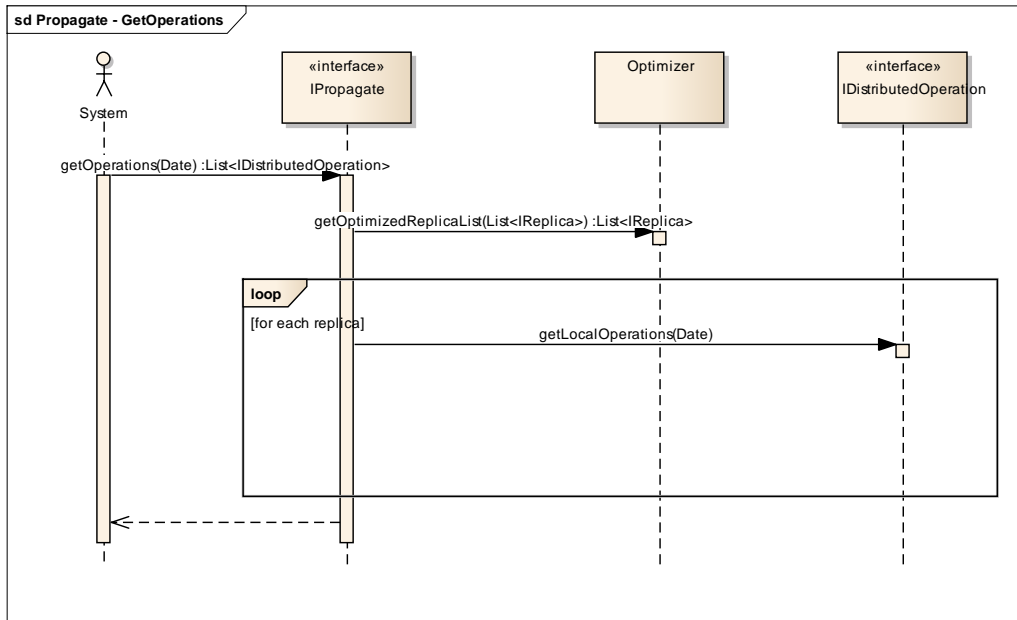 sd Propagate - GetOperations
System
«interface»
IPropagate
Optimizer
«interface»
IDistributedOperation
getOperations(Date) :List<IDistributedOperation>
getOptimizedReplicaList(List<IReplica>) :List<IReplica>
loop
[for each replica]
getLocalOperations(Date)